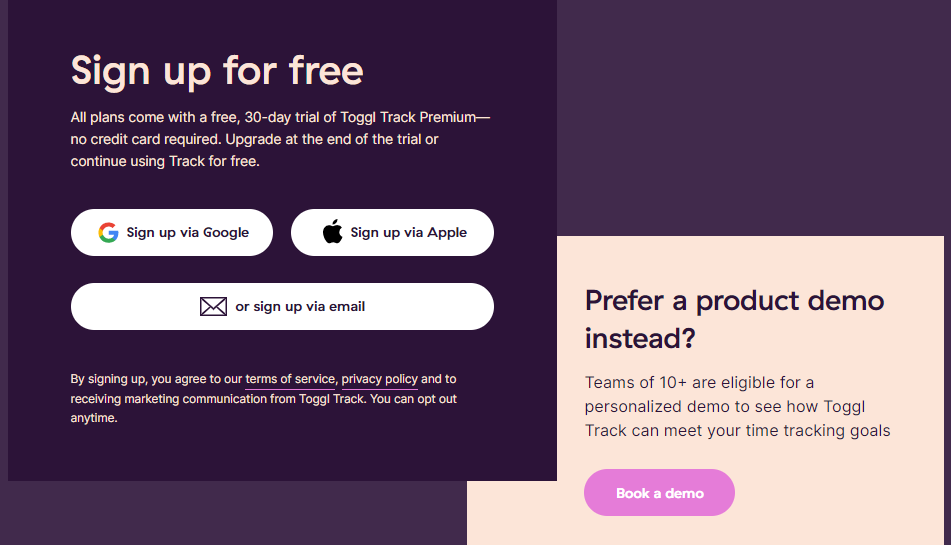 Sign up for free
All plans come with a free, 30-day trial of Toggl Track Premium—
no credit card required. Upgrade at the end of the trial or
continue using Track for free.
Sign up via Google
Sign up via Apple
or sign up via email
By signing up, you agree to our terms of service, privacy policy and to
receiving marketing communication from Toggl Track. You can opt out
anytime.
Prefer a product demo
instead?
Teams of 10+ are eligible for a
personalized demo to see how Toggl
Track can meet your time tracking goals
Book a demo